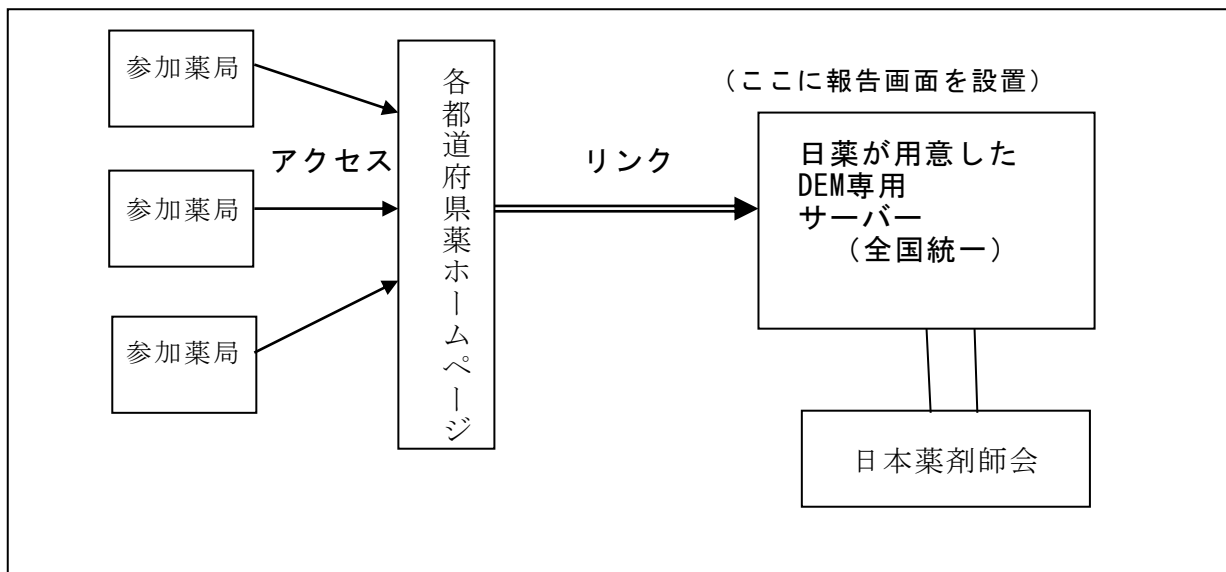 参加薬局
参加薬局
参加薬局
アクセス
各都道府県薬ホームページ
リンク
（ここに報告画面を設置）
日薬が用意した
DEM専用
サーバー
（全国統一）
日本薬剤師会